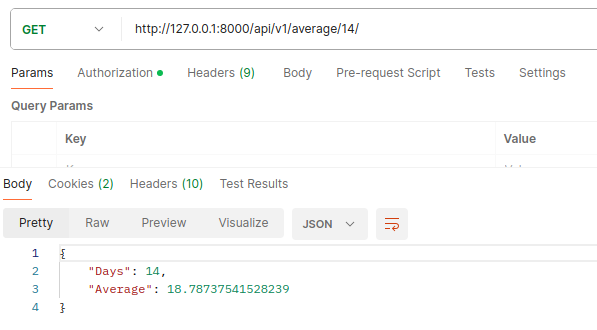 GET http://127.0.0.1:8000/api/v1/average/14/
Params Authorization Headers (9) Body Pre-request Script Tests Settings
Query Params
Key Value
Body Cookies (2) Headers (10) Test Results
Pretty Raw Preview Visualize JSON
1 {
2 "Days": 14,
3 "Average": 18.78737541528239
4 }